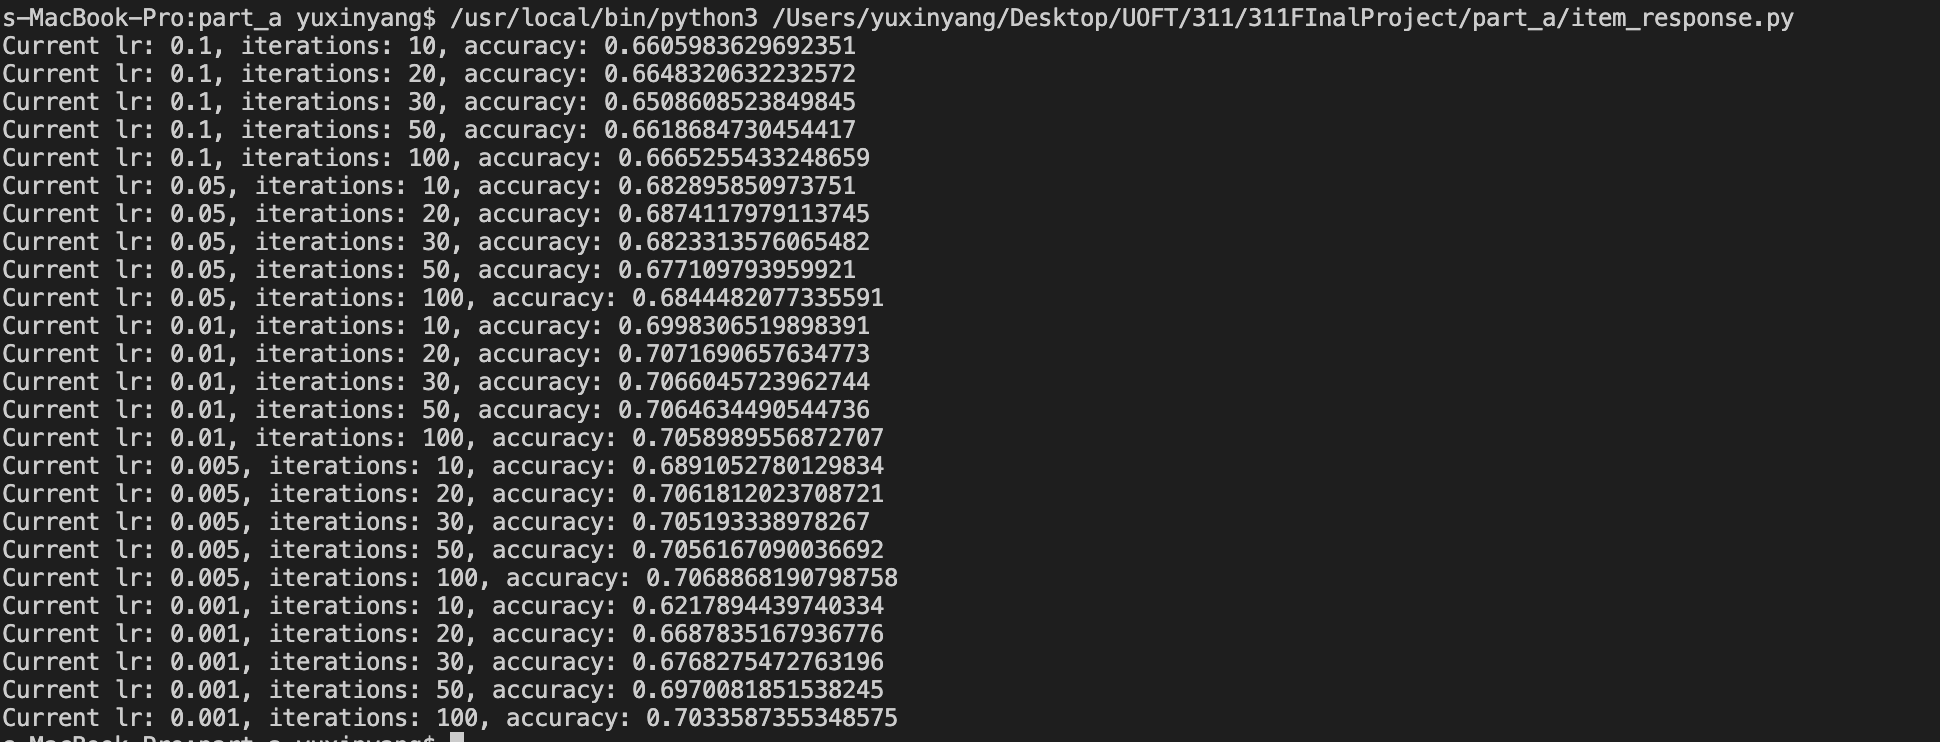 s-MacBook-Pro:part_a yuxinyang$ /usr/local/bin/python3 /Users/yuxinyang/Desktop/UOFT/311/311FInalProject/part_a/item_response.py
Current lr: 0.1, iterations: 10, accuracy: 0.6605983629692351
Current lr: 0.1, iterations: 20, accuracy: 0.6648320632232572
Current lr: 0.1, iterations: 30, accuracy: 0.6508608523849845
Current lr: 0.1, iterations: 50, accuracy: 0.6618684730454417
Current lr: 0.1, iterations: 100, accuracy: 0.6665255433248659
Current lr: 0.05, iterations: 10, accuracy: 0.682895850973751
Current lr: 0.05, iterations: 20, accuracy: 0.6874117979113745
Current lr: 0.05, iterations: 30, accuracy: 0.6823313576065482
Current lr: 0.05, iterations: 50, accuracy: 0.677109793959921
Current lr: 0.05, iterations: 100, accuracy: 0.6844482077335591
Current lr: 0.01, iterations: 10, accuracy: 0.6998306519898391
Current lr: 0.01, iterations: 20, accuracy: 0.7071690657634773
Current lr: 0.01, iterations: 30, accuracy: 0.7066045723962744
Current lr: 0.01, iterations: 50, accuracy: 0.7064634490544736
Current lr: 0.01, iterations: 100, accuracy: 0.7058989556872707
Current lr: 0.005, iterations: 10, accuracy: 0.6891052780129834
Current lr: 0.005, iterations: 20, accuracy: 0.7061812023708721
Current lr: 0.005, iterations: 30, accuracy: 0.705193338978267
Current lr: 0.005, iterations: 50, accuracy: 0.7056167090036692
Current lr: 0.005, iterations: 100, accuracy: 0.7068868190798758
Current lr: 0.001, iterations: 10, accuracy: 0.6217894439740334
Current lr: 0.001, iterations: 20, accuracy: 0.6687835167936776
Current lr: 0.001, iterations: 30, accuracy: 0.6768275472763196
Current lr: 0.001, iterations: 50, accuracy: 0.6970081851538245
Current lr: 0.001, iterations: 100, accuracy: 0.7033587355348575
s-MacBook-Pro:part_a yuxinyang$